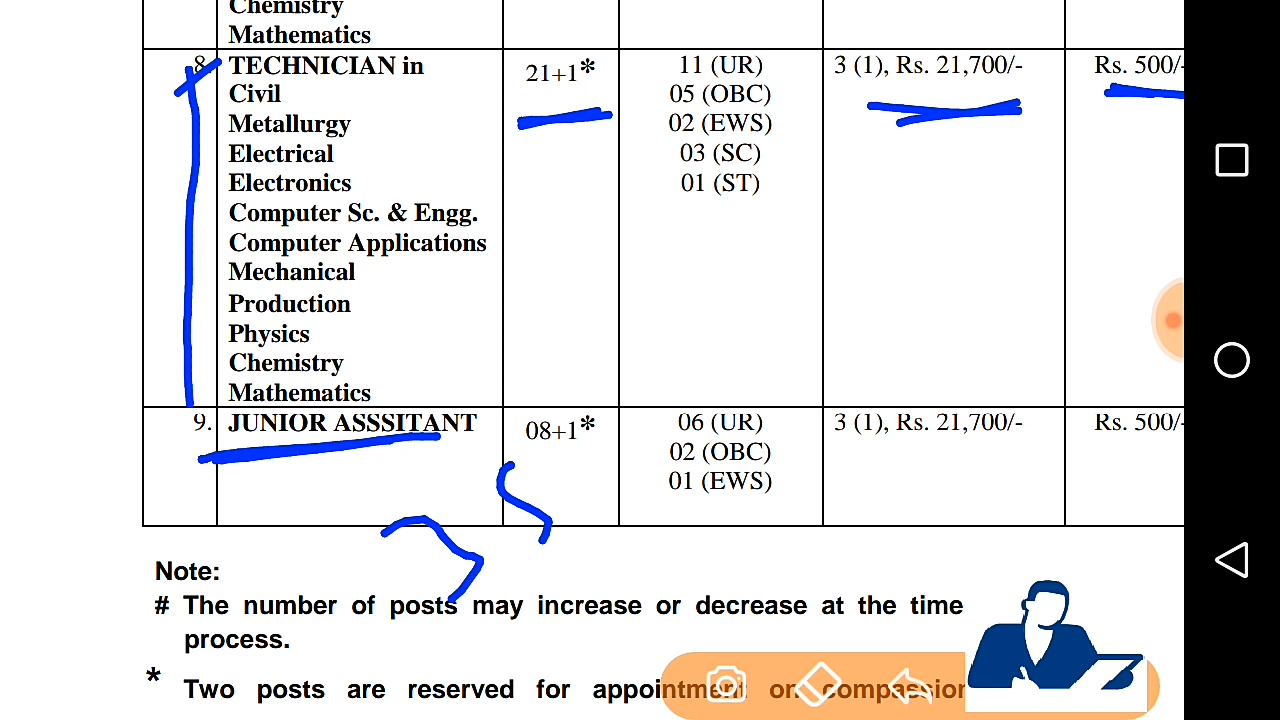 Chemistry
Mathematics
8. TECHNICIAN in 21+1* 11 (UR) 3 (1), Rs. 21,700/- Rs. 500/-
Civil 05 (OBC)
Metallurgy 02 (EWS)
Electrical 03 (SC)
Electronics 01 (ST)
Computer Sc. & Engg.
Computer Applications
Mechanical
Production
Physics
Chemistry
Mathematics
9. JUNIOR ASSSITANT 08+1* 06 (UR) 3 (1), Rs. 21,700/- Rs. 500/-
02 (OBC)
01 (EWS)
Note:
# The number of posts may increase or decrease at the time
process.
* Two posts are reserved for appointment on